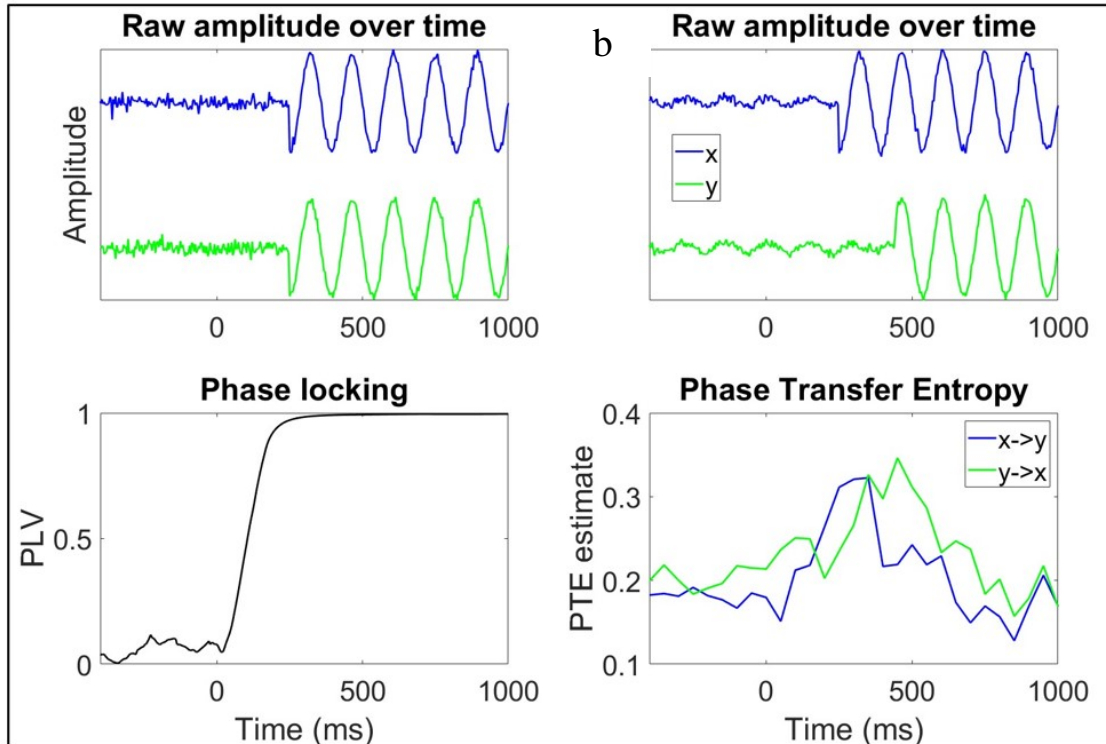 Raw amplitude over time
Amplitude
0 500 1000
b
Raw amplitude over time
x
y
0 500 1000
Phase locking
PLV
1
0.5
0
0 500 1000
Time (ms)
Phase Transfer Entropy
PTE estimate
0.4
0.3
0.2
0.1
x->y
y->x
0 500 1000
Time (ms)